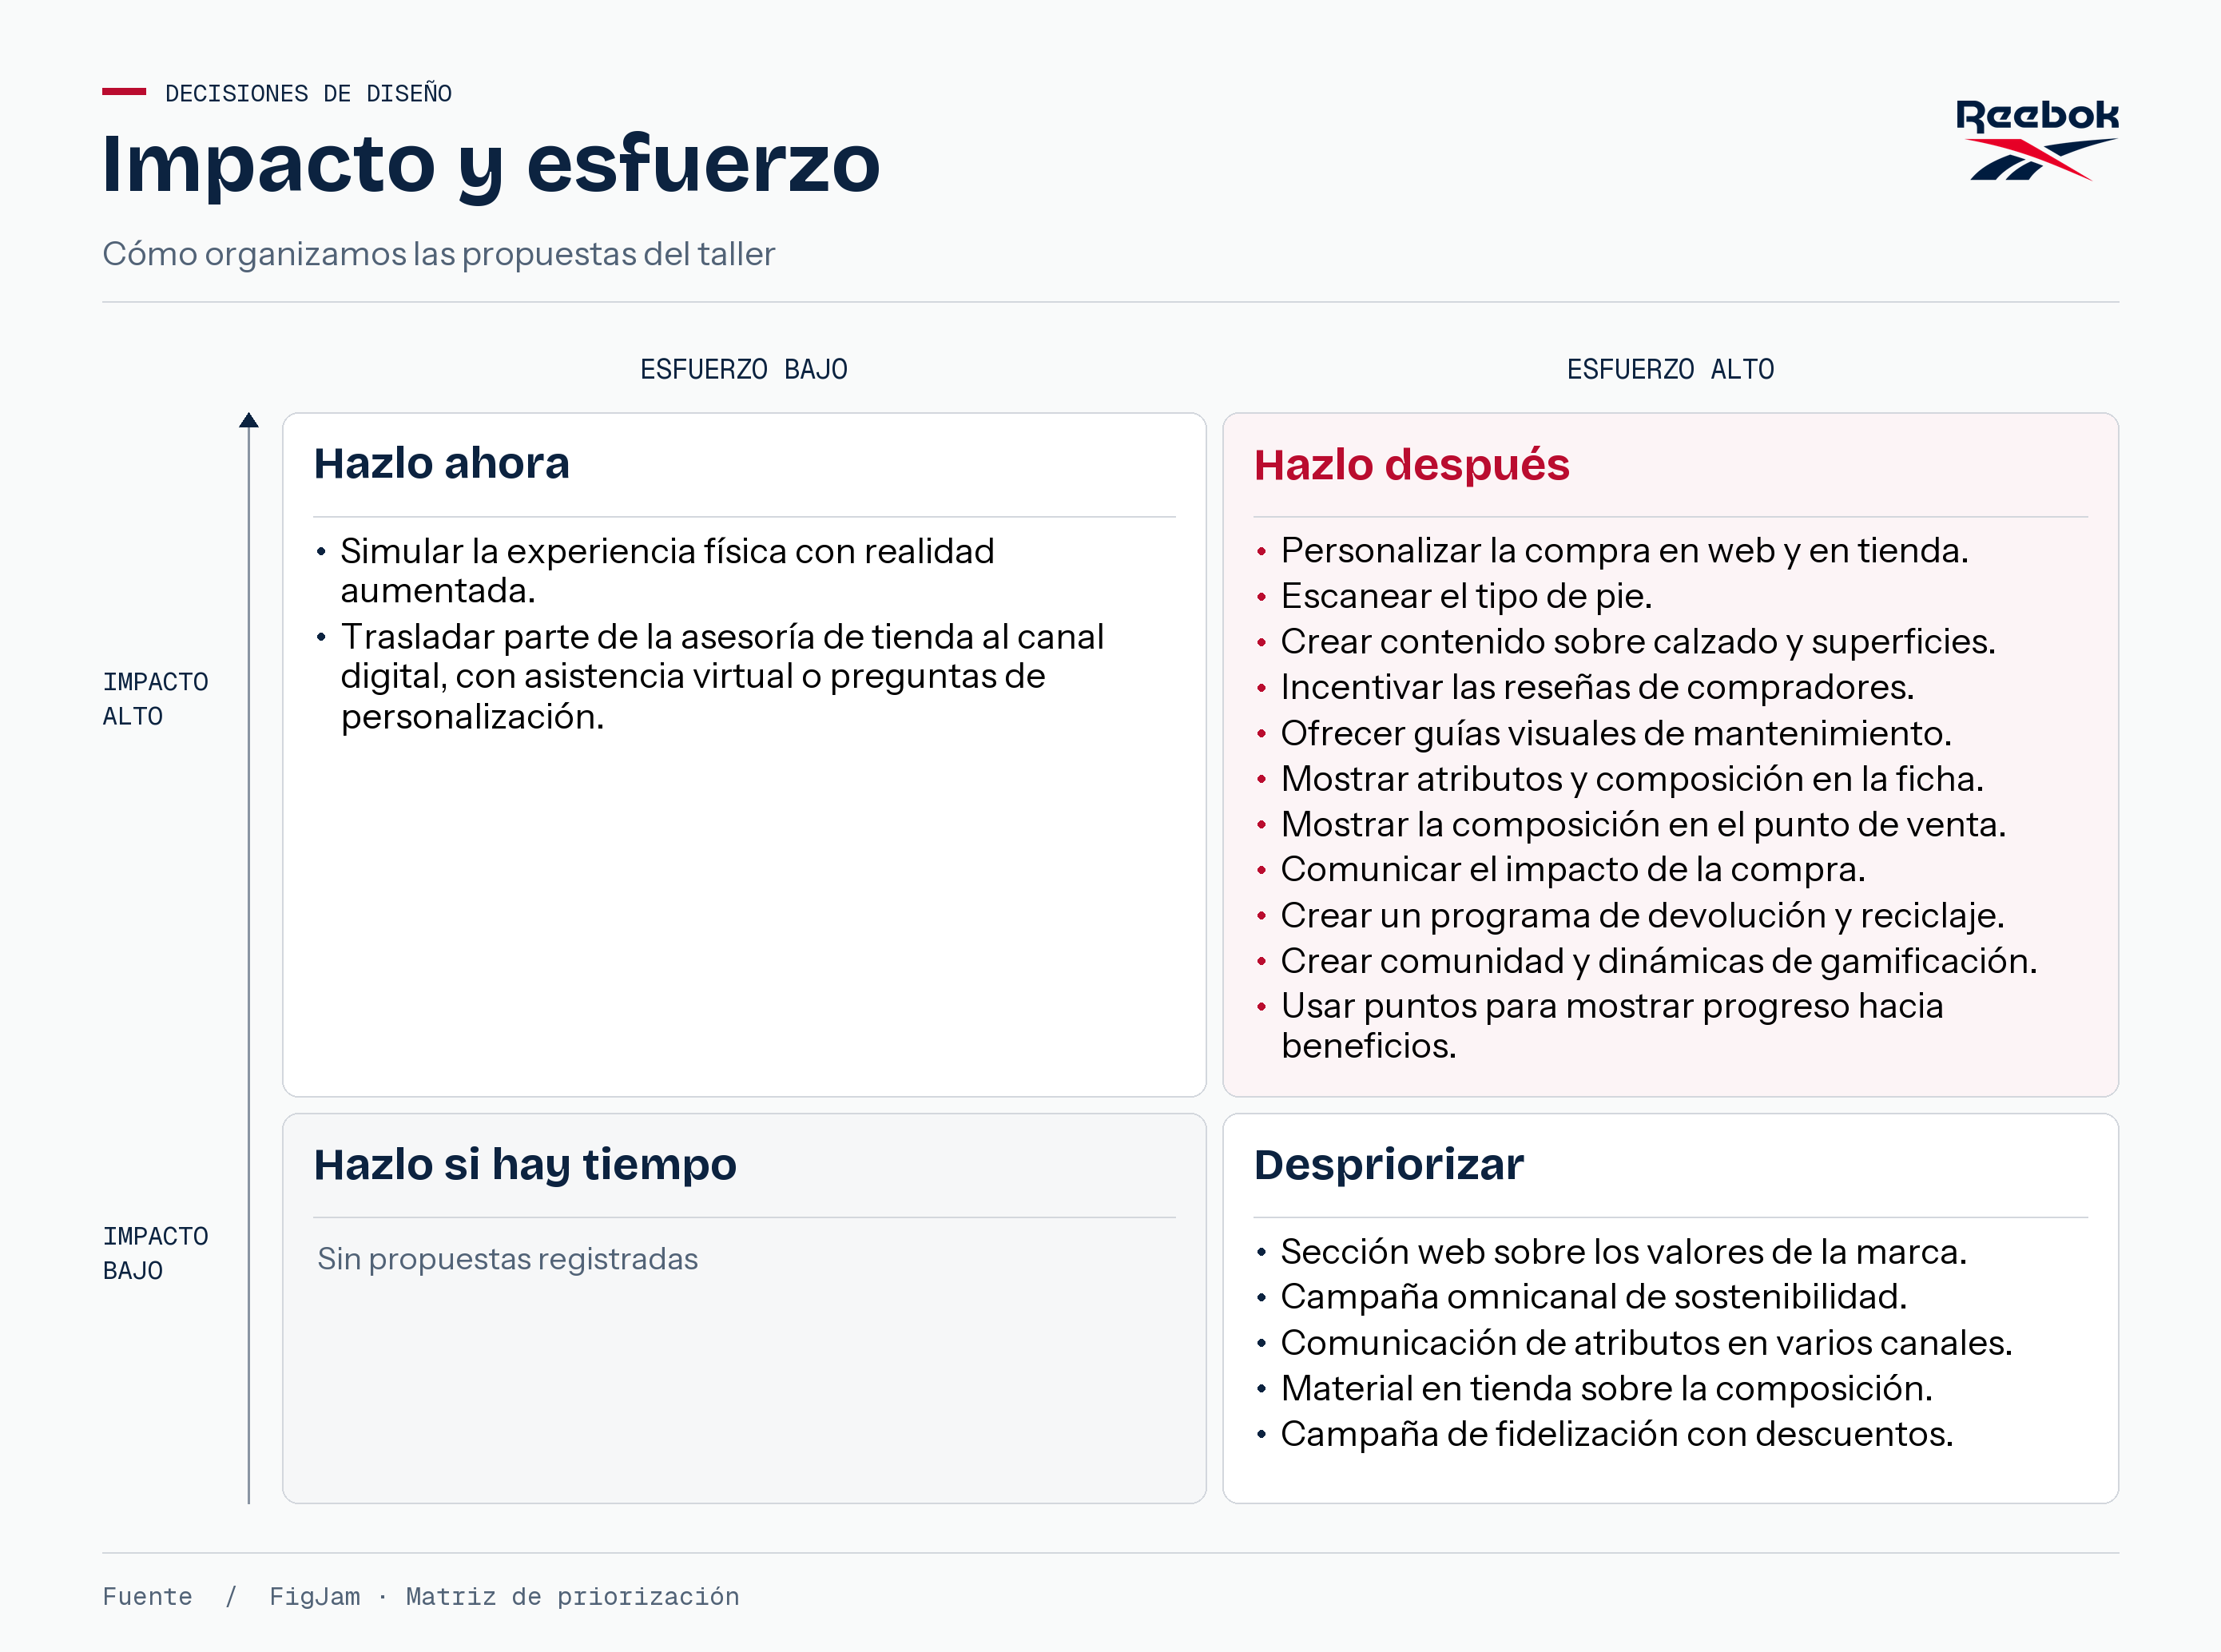 DECISIONES DE DISEÑO
Impacto y esfuerzo
Reebok
Cómo organizamos las propuestas del taller
ESFUERZO BAJO
ESFUERZO ALTO
IMPACTO
ALTO
Hazlo ahora
• Simular la experiencia física con realidad
aumentada.
• Trasladar parte de la asesoría de tienda al canal
digital, con asistencia virtual o preguntas de
personalización.
Hazlo después
• Personalizar la compra en web y en tienda.
• Escanear el tipo de pie.
• Crear contenido sobre calzado y superficies.
• Incentivar las reseñas de compradores.
• Ofrecer guías visuales de mantenimiento.
• Mostrar atributos y composición en la ficha.
• Mostrar la composición en el punto de venta.
• Comunicar el impacto de la compra.
• Crear un programa de devolución y reciclaje.
• Crear comunidad y dinámicas de gamificación.
• Usar puntos para mostrar progreso hacia
beneficios.
IMPACTO
BAJO
Hazlo si hay tiempo
Sin propuestas registradas
Despriorizar
• Sección web sobre los valores de la marca.
• Campaña omnicanal de sostenibilidad.
• Comunicación de atributos en varios canales.
• Material en tienda sobre la composición.
• Campaña de fidelización con descuentos.
Fuente / FigJam · Matriz de priorización